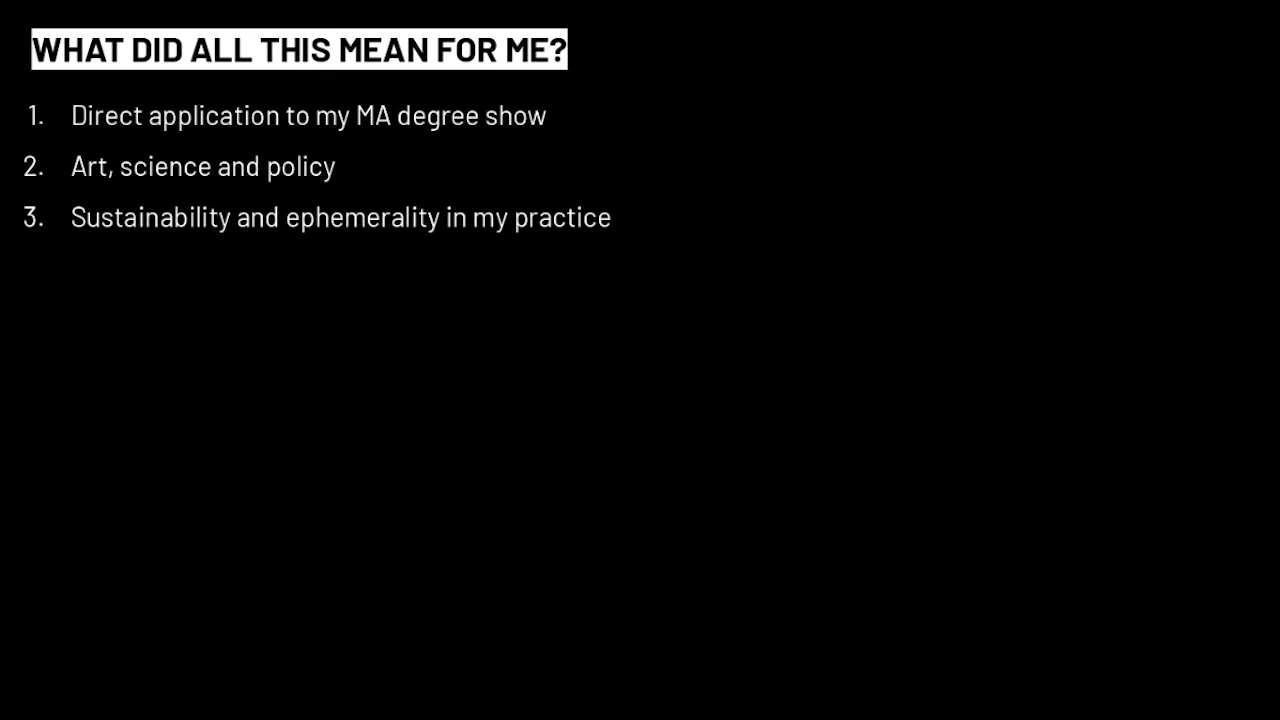 WHAT DID ALL THIS MEAN FOR ME?
1. Direct application to my MA degree show
2. Art, science and policy
3. Sustainability and ephemerality in my practice